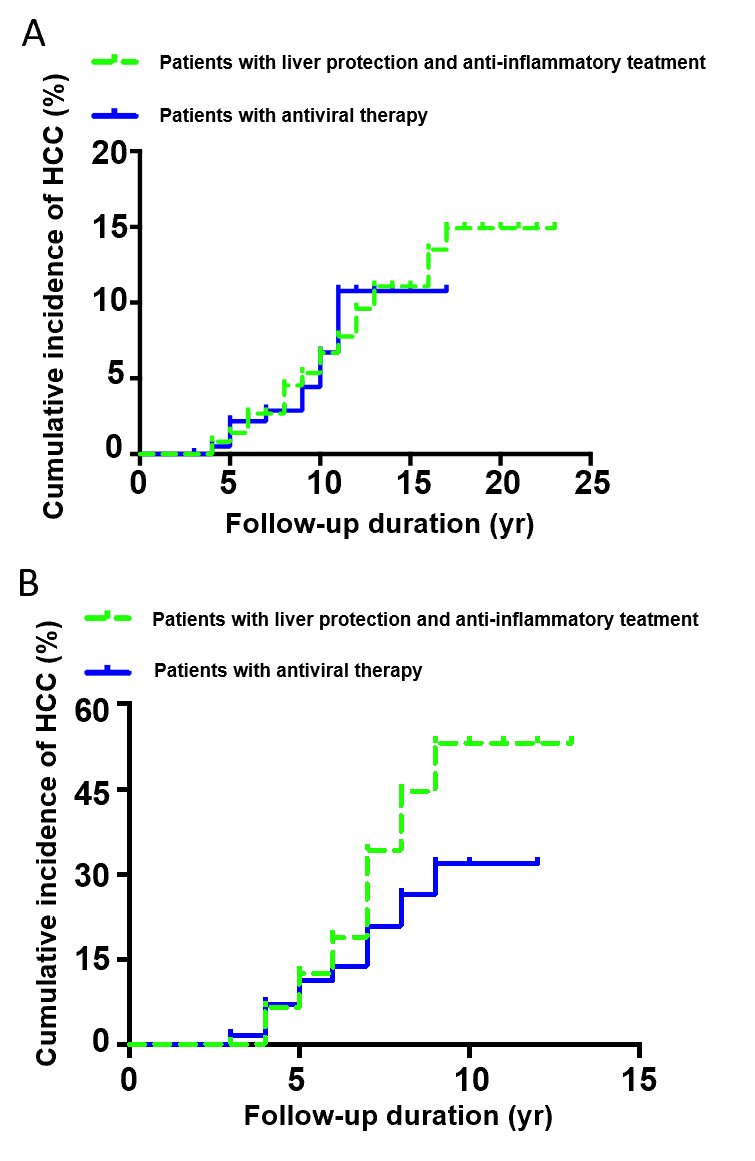 A
Patients with liver protection and anti-inflammatory teatment
Patients with antiviral therapy
Cumulative incidence of HCC (%)
20
15
10
5
0
0 5 10 15 20 25
Follow-up duration (yr)
B
Patients with liver protection and anti-inflammatory teatment
Patients with antiviral therapy
Cumulative incidence of HCC (%)
60
45
30
15
0
0 5 10 15
Follow-up duration (yr)